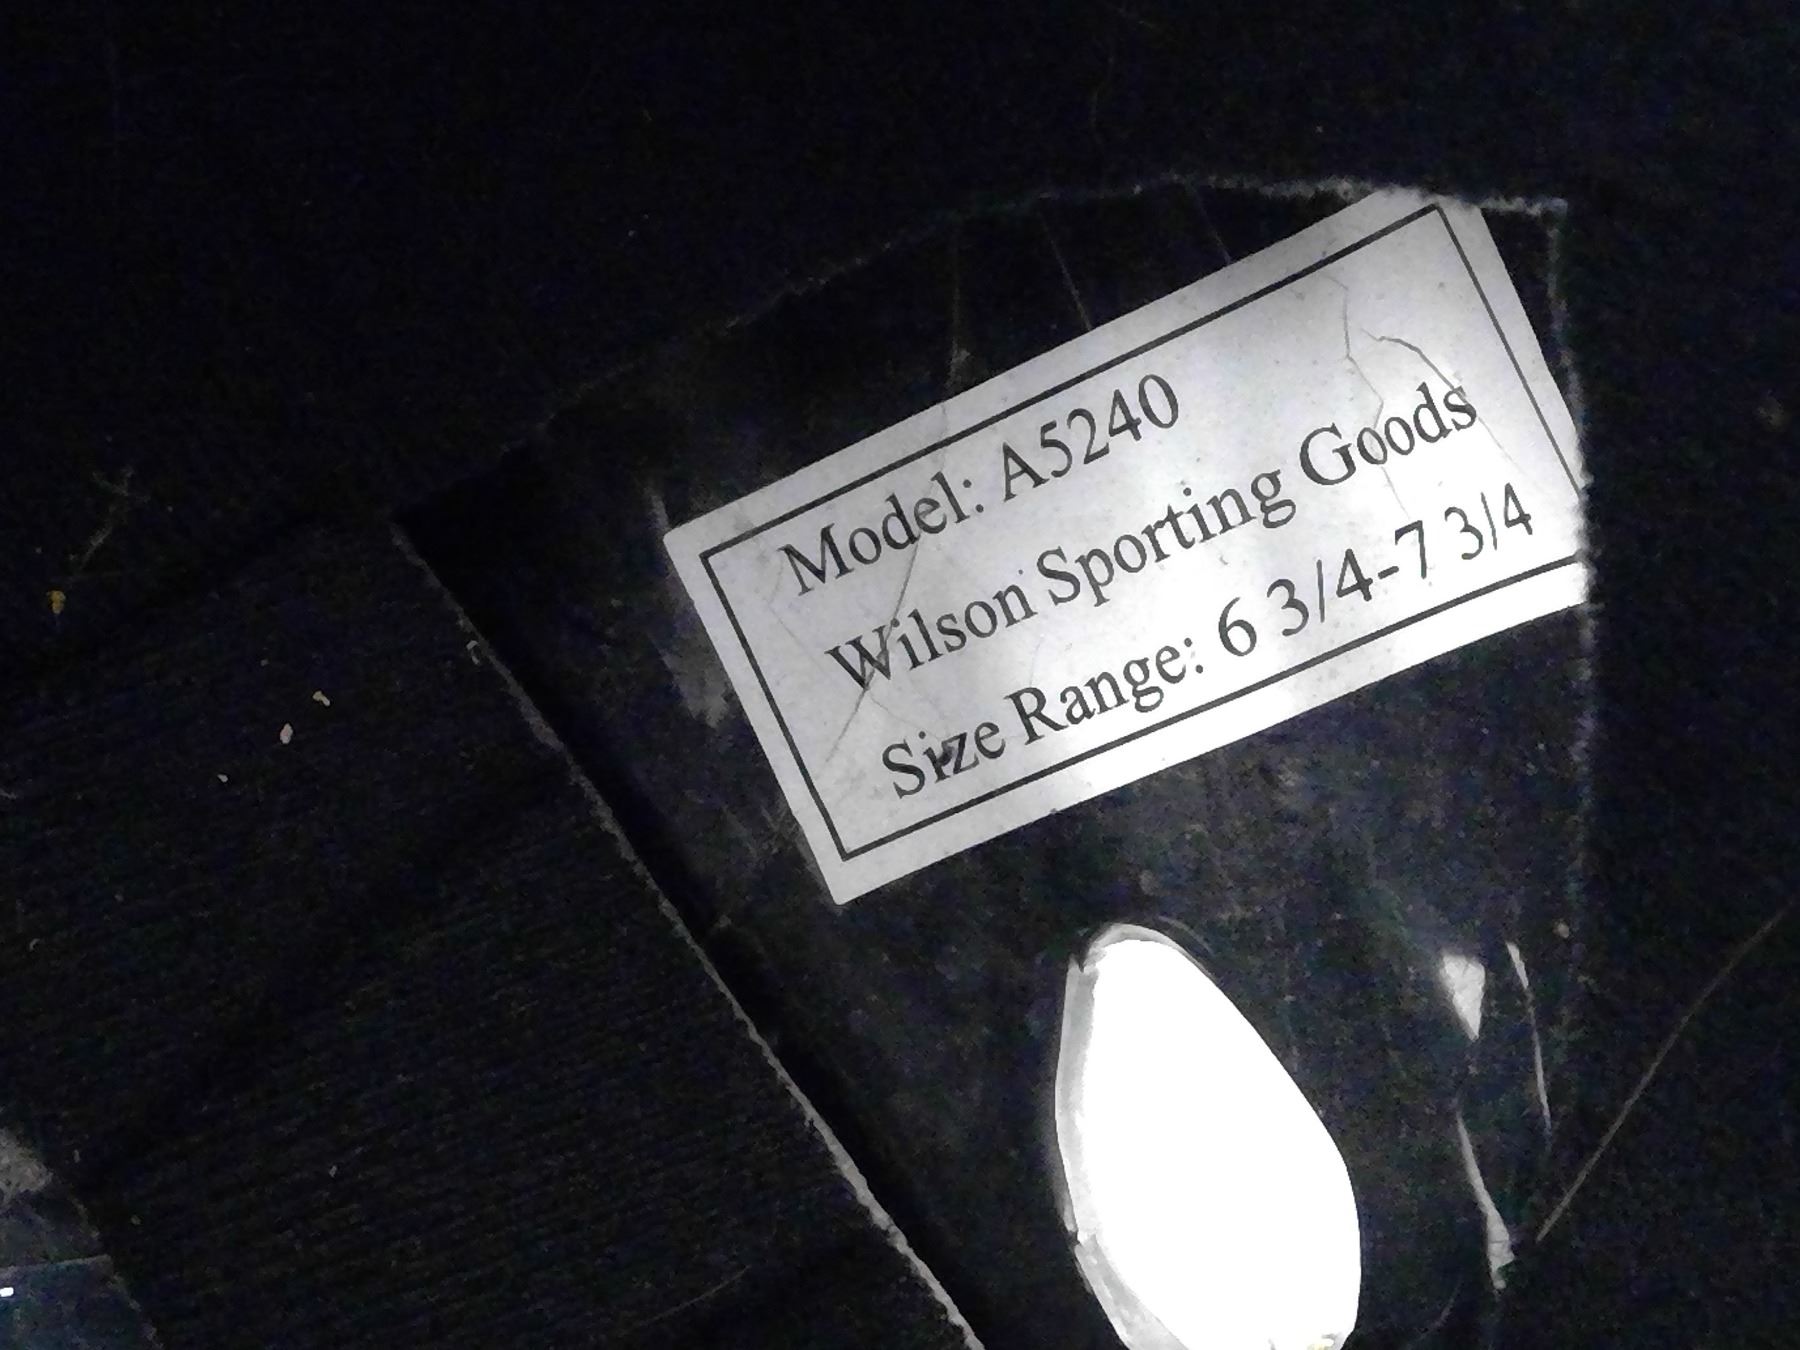 Model: A5240
Wilson Sporting Goods
Size Range: 6 3/4-7 3/4